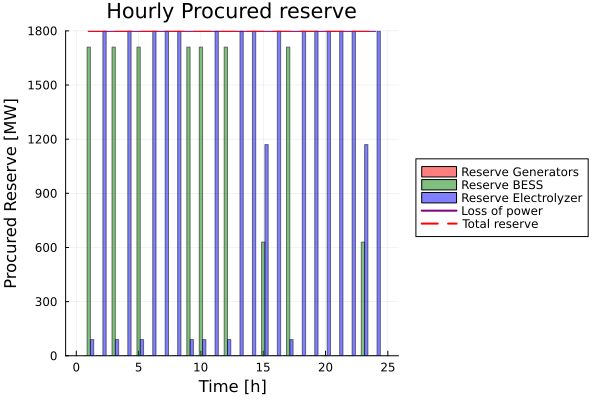 Hourly Procured reserve
Procured Reserve [MW]
1800
1500
1200
900
600
300
0
0 5 10 15 20 25
Time [h]
Reserve Generators
Reserve BESS
Reserve Electrolyzer
Loss of power
Total reserve